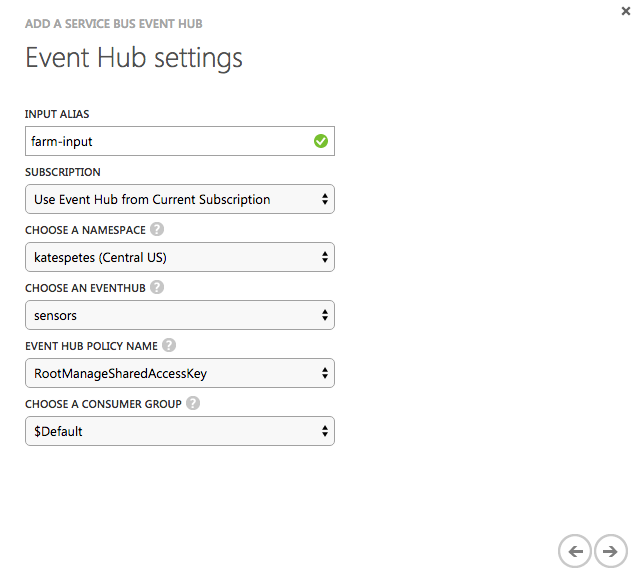 ADD A SERVICE BUS EVENT HUB
Event Hub settings
INPUT ALIAS
farm-input
SUBSCRIPTION
Use Event Hub from Current Subscription
CHOOSE A NAMESPACE ?
katespetes (Central US)
CHOOSE AN EVENTHUB ?
sensors
EVENT HUB POLICY NAME ?
RootManageSharedAccessKey
CHOOSE A CONSUMER GROUP ?
$Default